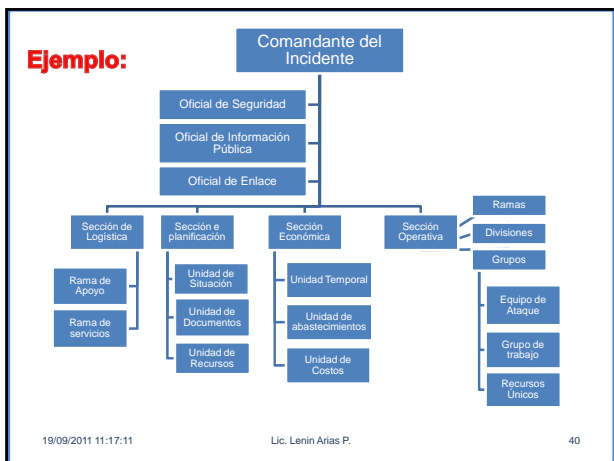 Ejemplo:
Comandante del
Incidente
Oficial de Seguridad
Oficial de Información
Pública
Oficial de Enlace
Sección de
Logística
Rama de
Apoyo
Rama de
servicios
Sección e
planificación
Unidad de
Situación
Unidad de
Documentos
Unidad de
Recursos
Sección
Económica
Unidad Temporal
Unidad de
abastecimientos
Unidad de
Costos
Sección
Operativa
Ramas
Divisiones
Grupos
Equipo de
Ataque
Grupo de
trabajo
Recursos
Únicos
19/09/2011 11:17:11
Lic. Lenin Arias P.
40